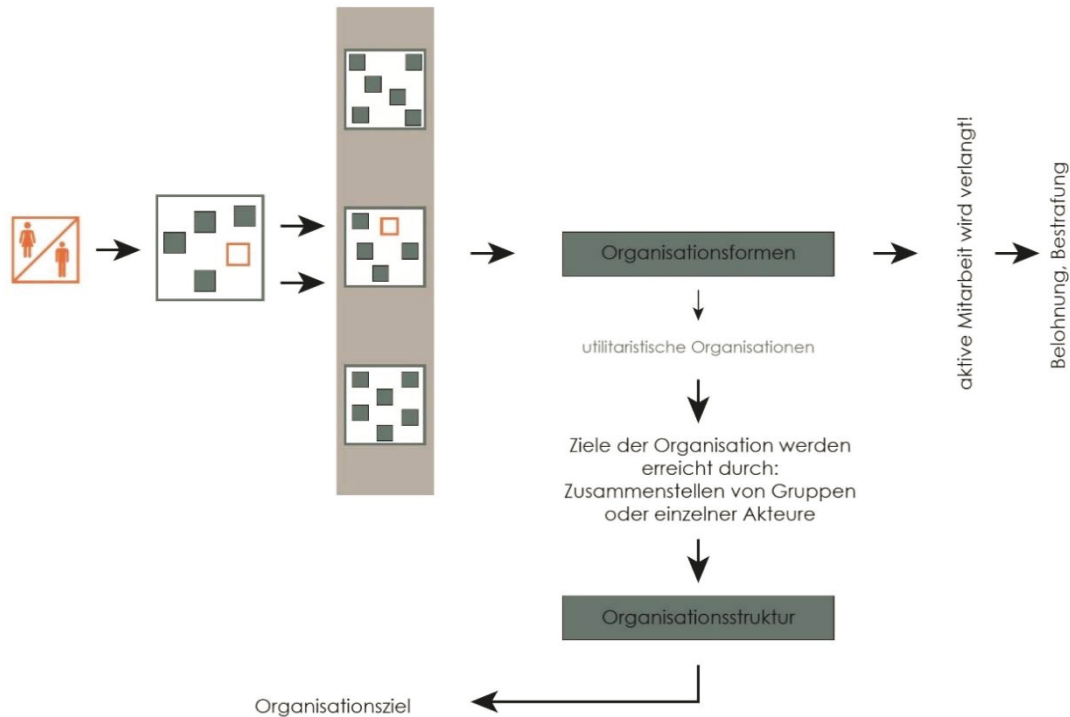 Organisationsformen
aktive Mitarbeit wird verlangt!
Belohnung, Bestrafung
utilitaristische Organisationen
Ziele der Organisation werden
erreicht durch:
Zusammenstellen von Gruppen
oder einzelner Akteure
Organisationsstruktur
Organisationsziel